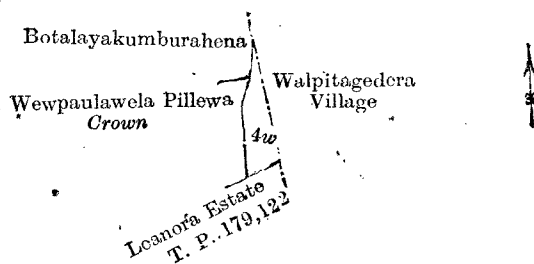 Botalayakumburahena
Walpitagedera
Village
Wewpaulawela Pillewa
Crown
4w
Leanora Estate
T. P. 179,122